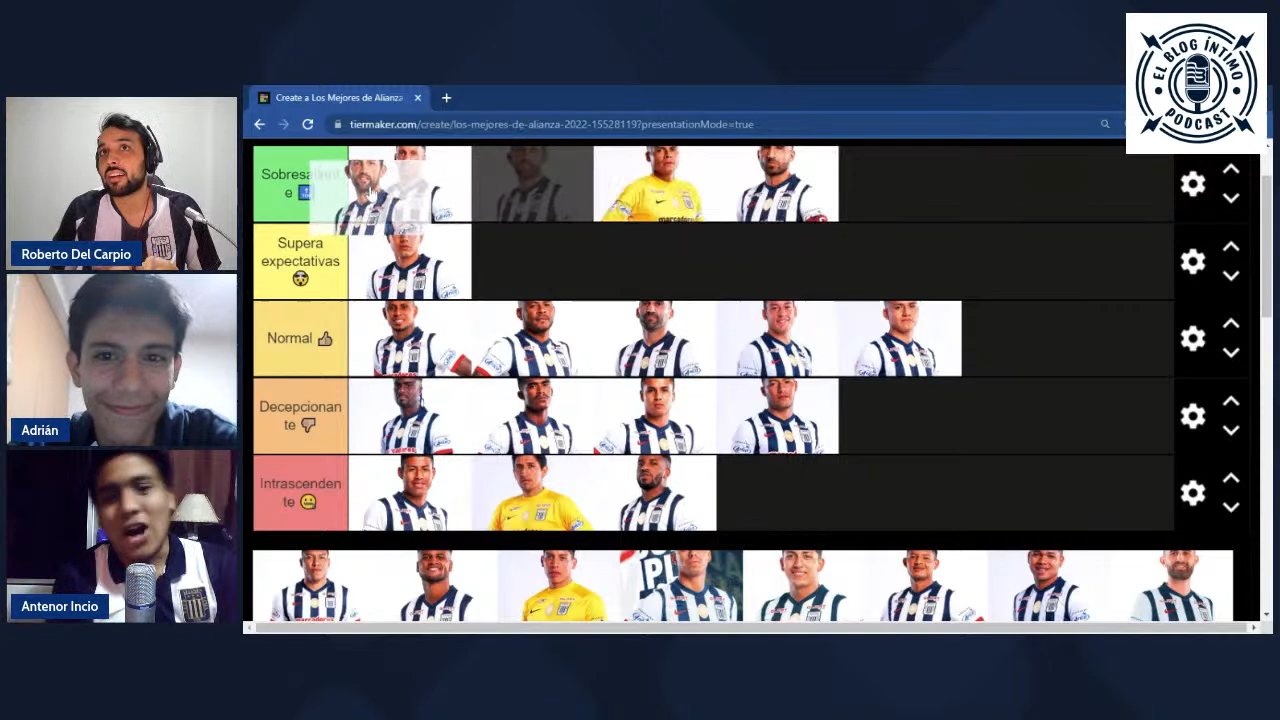 EL BLOG ÍNTIMO
PODCAST
Create a Los Mejores de Alianza
tiermaker.com/create/los-mejores-de-alianza-2022-15528119?presentationMode=true
Roberto Del Carpio
Adrián
Antenor Incio
e
Supera
expectativas
Normal
Decepcionan
te
Intrascenden
te